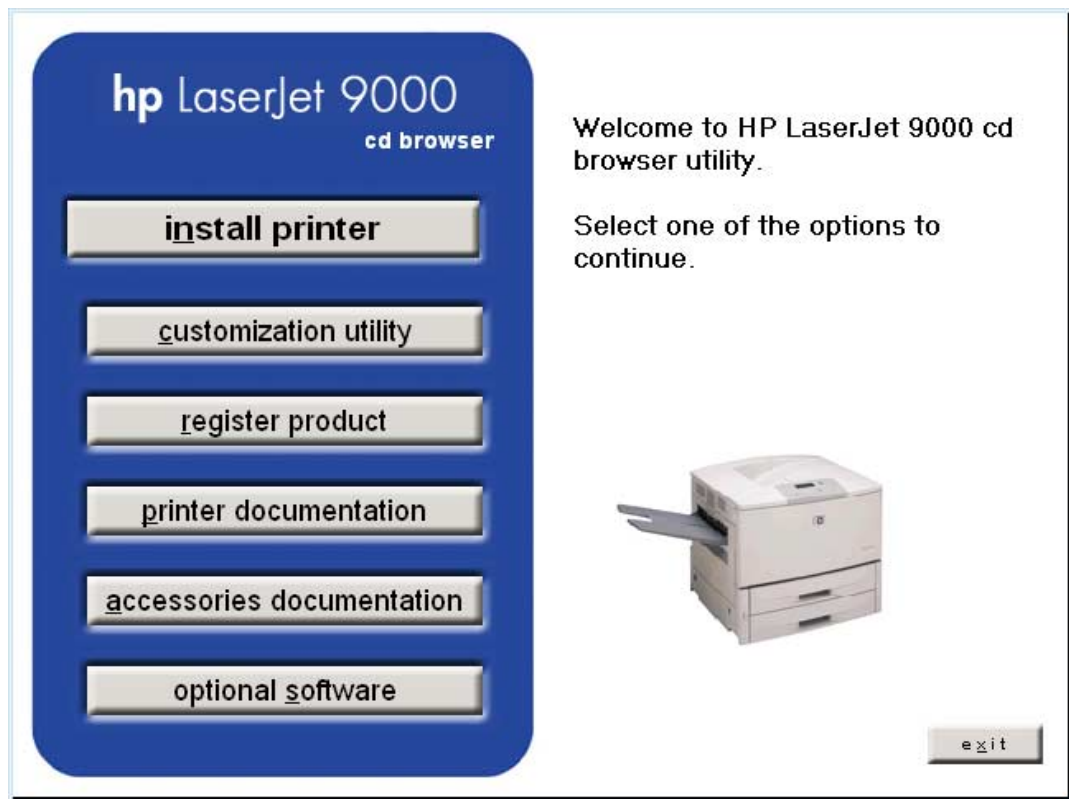 hp LaserJet 9000
cd browser
install printer
customization utility
register product
printer documentation
accessories documentation
optional software
Welcome to HP LaserJet 9000 cd
browser utility.
Select one of the options to
continue.
exit